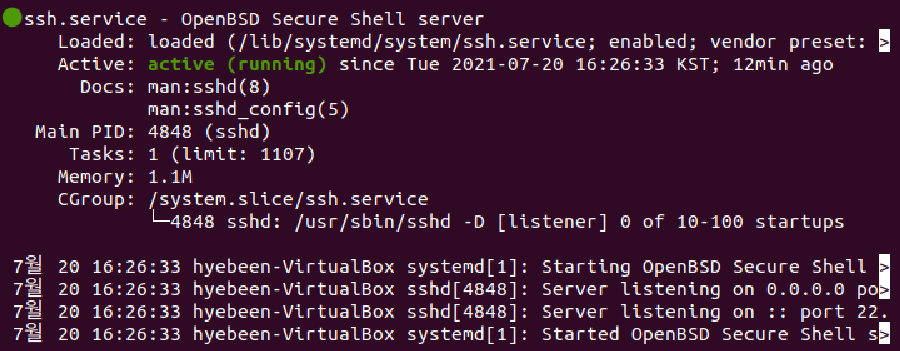 ●ssh.service - OpenBSD Secure Shell server
Loaded: loaded (/lib/systemd/system/ssh.service; enabled; vendor preset: >
Active: active (running) since Tue 2021-07-20 16:26:33 KST; 12min ago
Docs: man:sshd(8)
man:sshd_config(5)
Main PID: 4848 (sshd)
Tasks: 1 (limit: 1107)
Memory: 1.1M
CGroup: /system.slice/ssh.service
└─4848 sshd: /usr/sbin/sshd -D [listener] 0 of 10-100 startups
7월 20 16:26:33 hyebeen-VirtualBox systemd[1]: Starting OpenBSD Secure Shell >
7월 20 16:26:33 hyebeen-VirtualBox sshd[4848]: Server listening on 0.0.0.0 po>
7월 20 16:26:33 hyebeen-VirtualBox sshd[4848]: Server listening on :: port 22.
7월 20 16:26:33 hyebeen-VirtualBox systemd[1]: Started OpenBSD Secure Shell s>